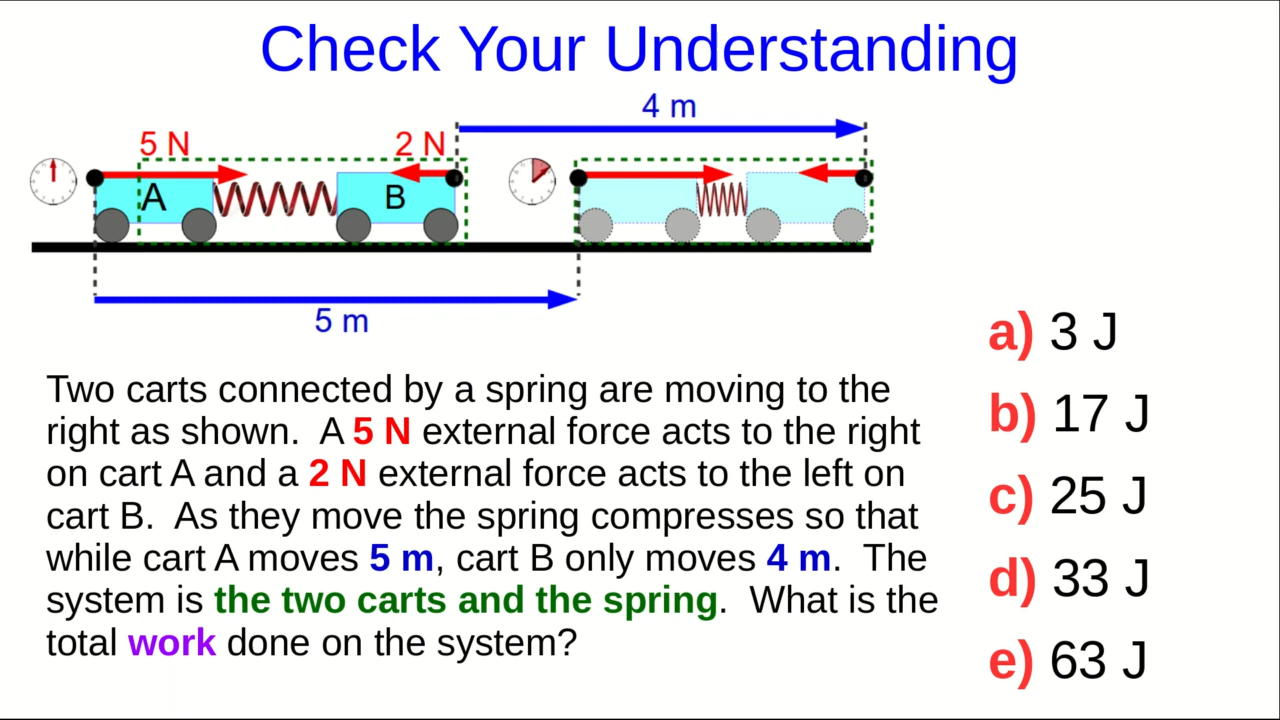 Check Your Understanding
4 m
5 N
2 N
A
B
5 m
Two carts connected by a spring are moving to the
right as shown.  A 5 N external force acts to the right
on cart A and a 2 N external force acts to the left on
cart B.  As they move the spring compresses so that
while cart A moves 5 m, cart B only moves 4 m.  The
system is the two carts and the spring.  What is the
total work done on the system?
a) 3 J
b) 17 J
c) 25 J
d) 33 J
e) 63 J